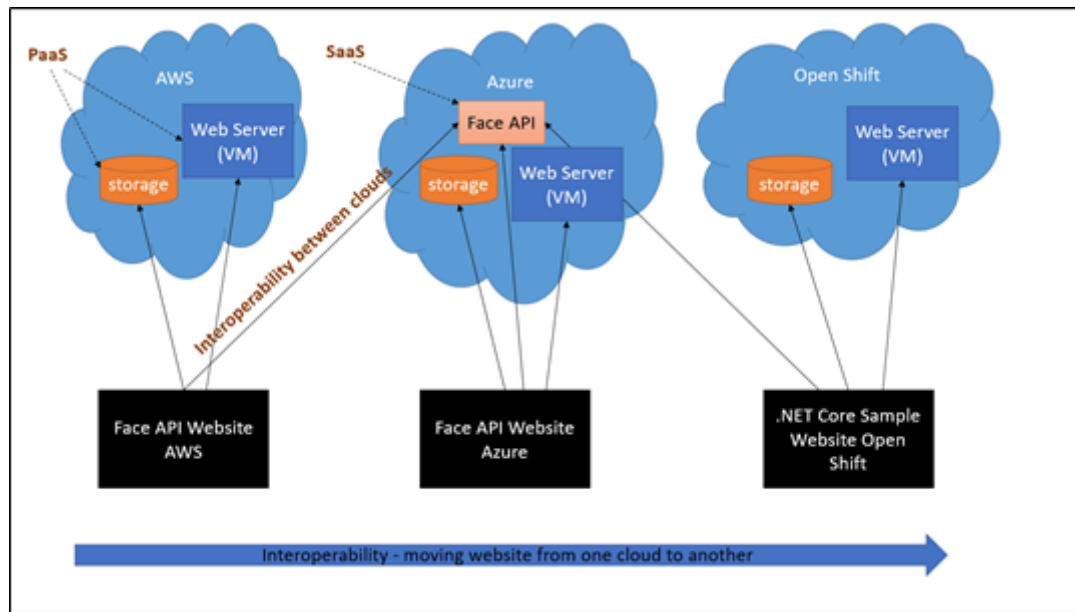 PaaS
AWS
Web Server
(VM)
storage
SaaS
Azure
Face API
storage
Web Server
(VM)
Open Shift
Web Server
(VM)
storage
Interoperability between clouds
Face API Website
AWS
Face API Website
Azure
.NET Core Sample
Website Open
Shift
Interoperability - moving website from one cloud to another